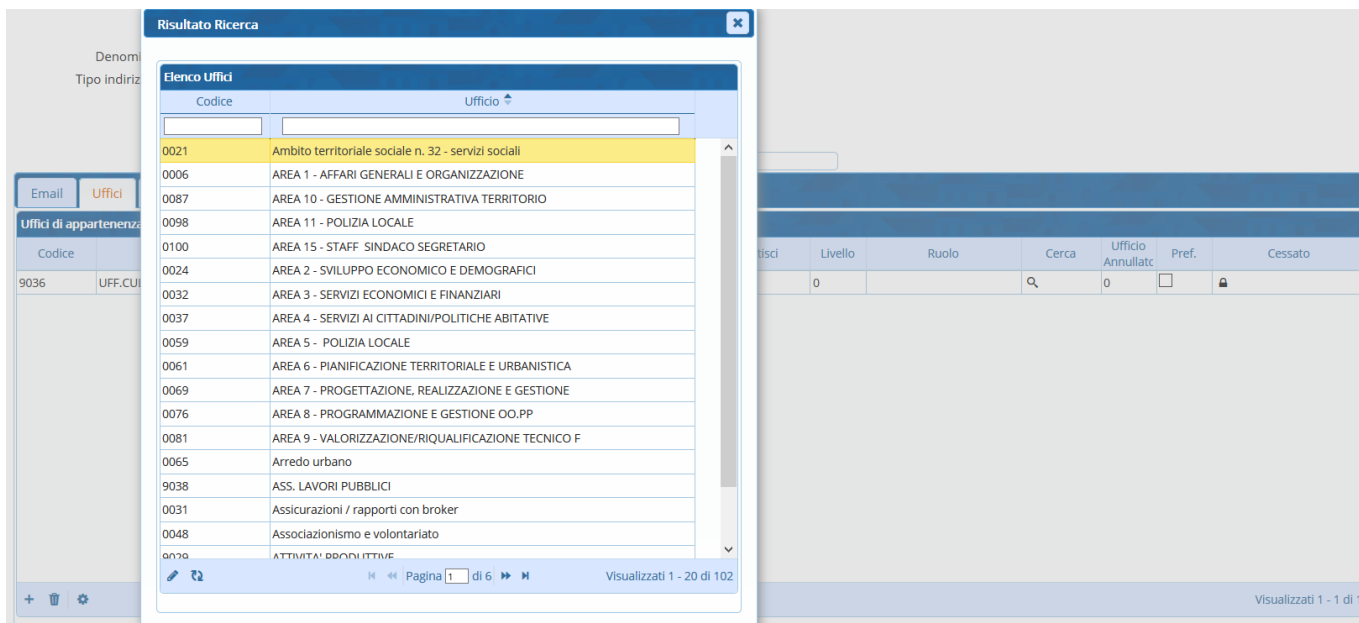 Risultato Ricerca
Denomi
Tipo indiriz
Elenco Uffici
Codice Ufficio
0021 Ambito territoriale sociale n. 32 - servizi sociali
0006 AREA 1 - AFFARI GENERALI E ORGANIZZAZIONE
0087 AREA 10 - GESTIONE AMMINISTRATIVA TERRITORIO
0098 AREA 11 - POLIZIA LOCALE
0100 AREA 15 - STAFF SINDACO SEGRETARIO
0024 AREA 2 - SVILUPPO ECONOMICO E DEMOGRAFICI
0032 AREA 3 - SERVIZI ECONOMICI E FINANZIARI
0037 AREA 4 - SERVIZI AI CITTADINI/POLITICHE ABITATIVE
0059 AREA 5 - POLIZIA LOCALE
0061 AREA 6 - PIANIFICAZIONE TERRITORIALE E URBANISTICA
0069 AREA 7 - PROGETTAZIONE, REALIZZAZIONE E GESTIONE
0076 AREA 8 - PROGRAMMAZIONE E GESTIONE OO.PP
0081 AREA 9 - VALORIZZAZIONE/RIQUALIFICAZIONE TECNICO F
0065 Arredo urbano
9038 ASS. LAVORI PUBBLICI
0031 Assicurazioni / rapporti con broker
0048 Associazionismo e volontariato
9029 ATTIVITA' PRODUTTIVE
Pagina 1 di 6 Visualizzati 1 - 20 di 102
Email Uffici
Uffici di appartenenza
Codice tisci Livello Ruolo Cerca Ufficio Annullato Pref. Cessato
9036 UFF.CUI 0 0
Visualizzati 1 - 1 di 1